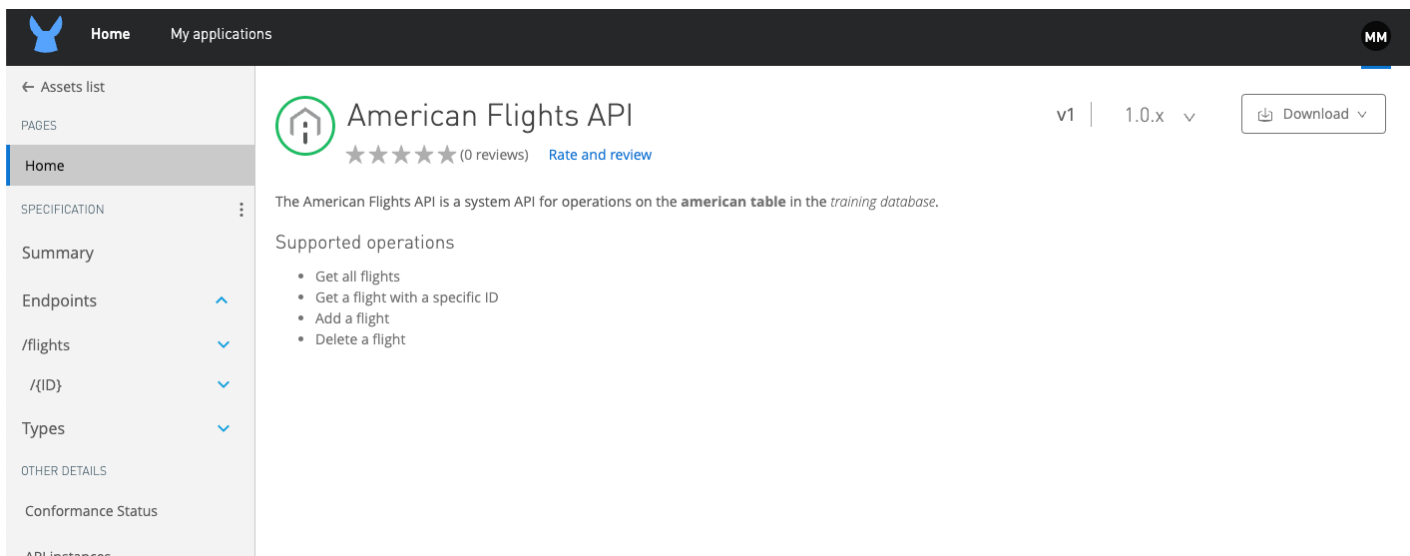 Home My applications
MM
← Assets list
PAGES
Home
SPECIFICATION
Summary
Endpoints
/flights
/{ID}
Types
OTHER DETAILS
Conformance Status
API instances
American Flights API
(0 reviews) Rate and review
v1 1.0.x
Download
The American Flights API is a system API for operations on the american table in the training database.
Supported operations
• Get all flights
• Get a flight with a specific ID
• Add a flight
• Delete a flight